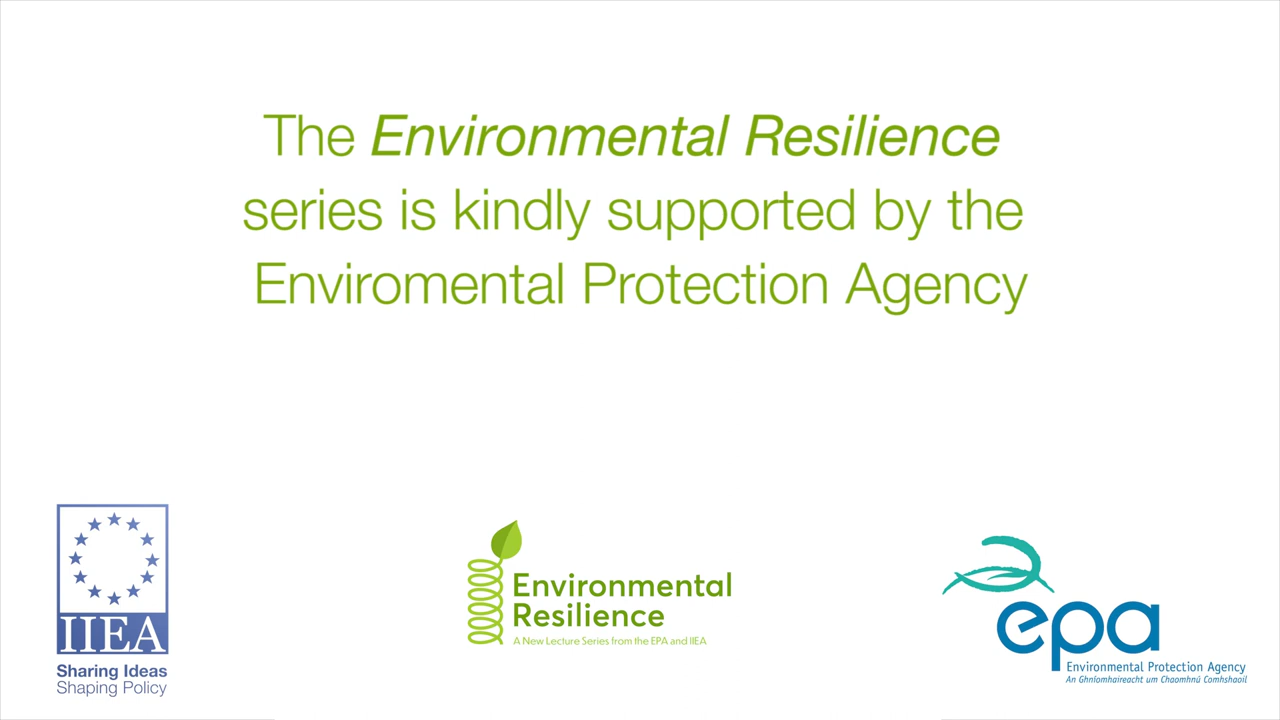 The Environmental Resilience
series is kindly supported by the
Enviromental Protection Agency
IIEA
Sharing Ideas
Shaping Policy
Environmental
Resilience
A New Lecture Series from the EPA and IIEA
epa
Environmental Protection Agency
An Ghníomhaireacht um Chaomhnú Comhshaoil